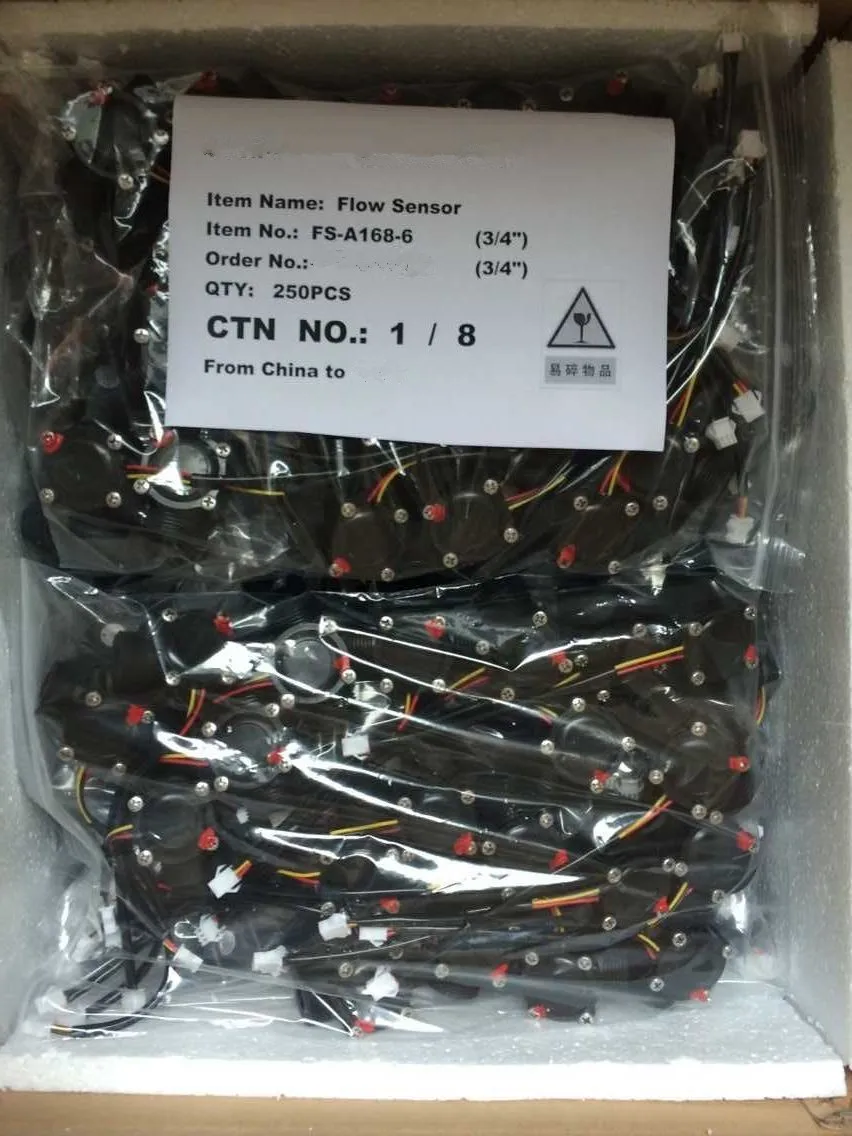 Item Name: Flow Sensor
Item No.: FS-A168-6 (3/4")
Order No.: (3/4")
QTY: 250PCS
CTN NO.: 1 / 8
From China to
易碎物品